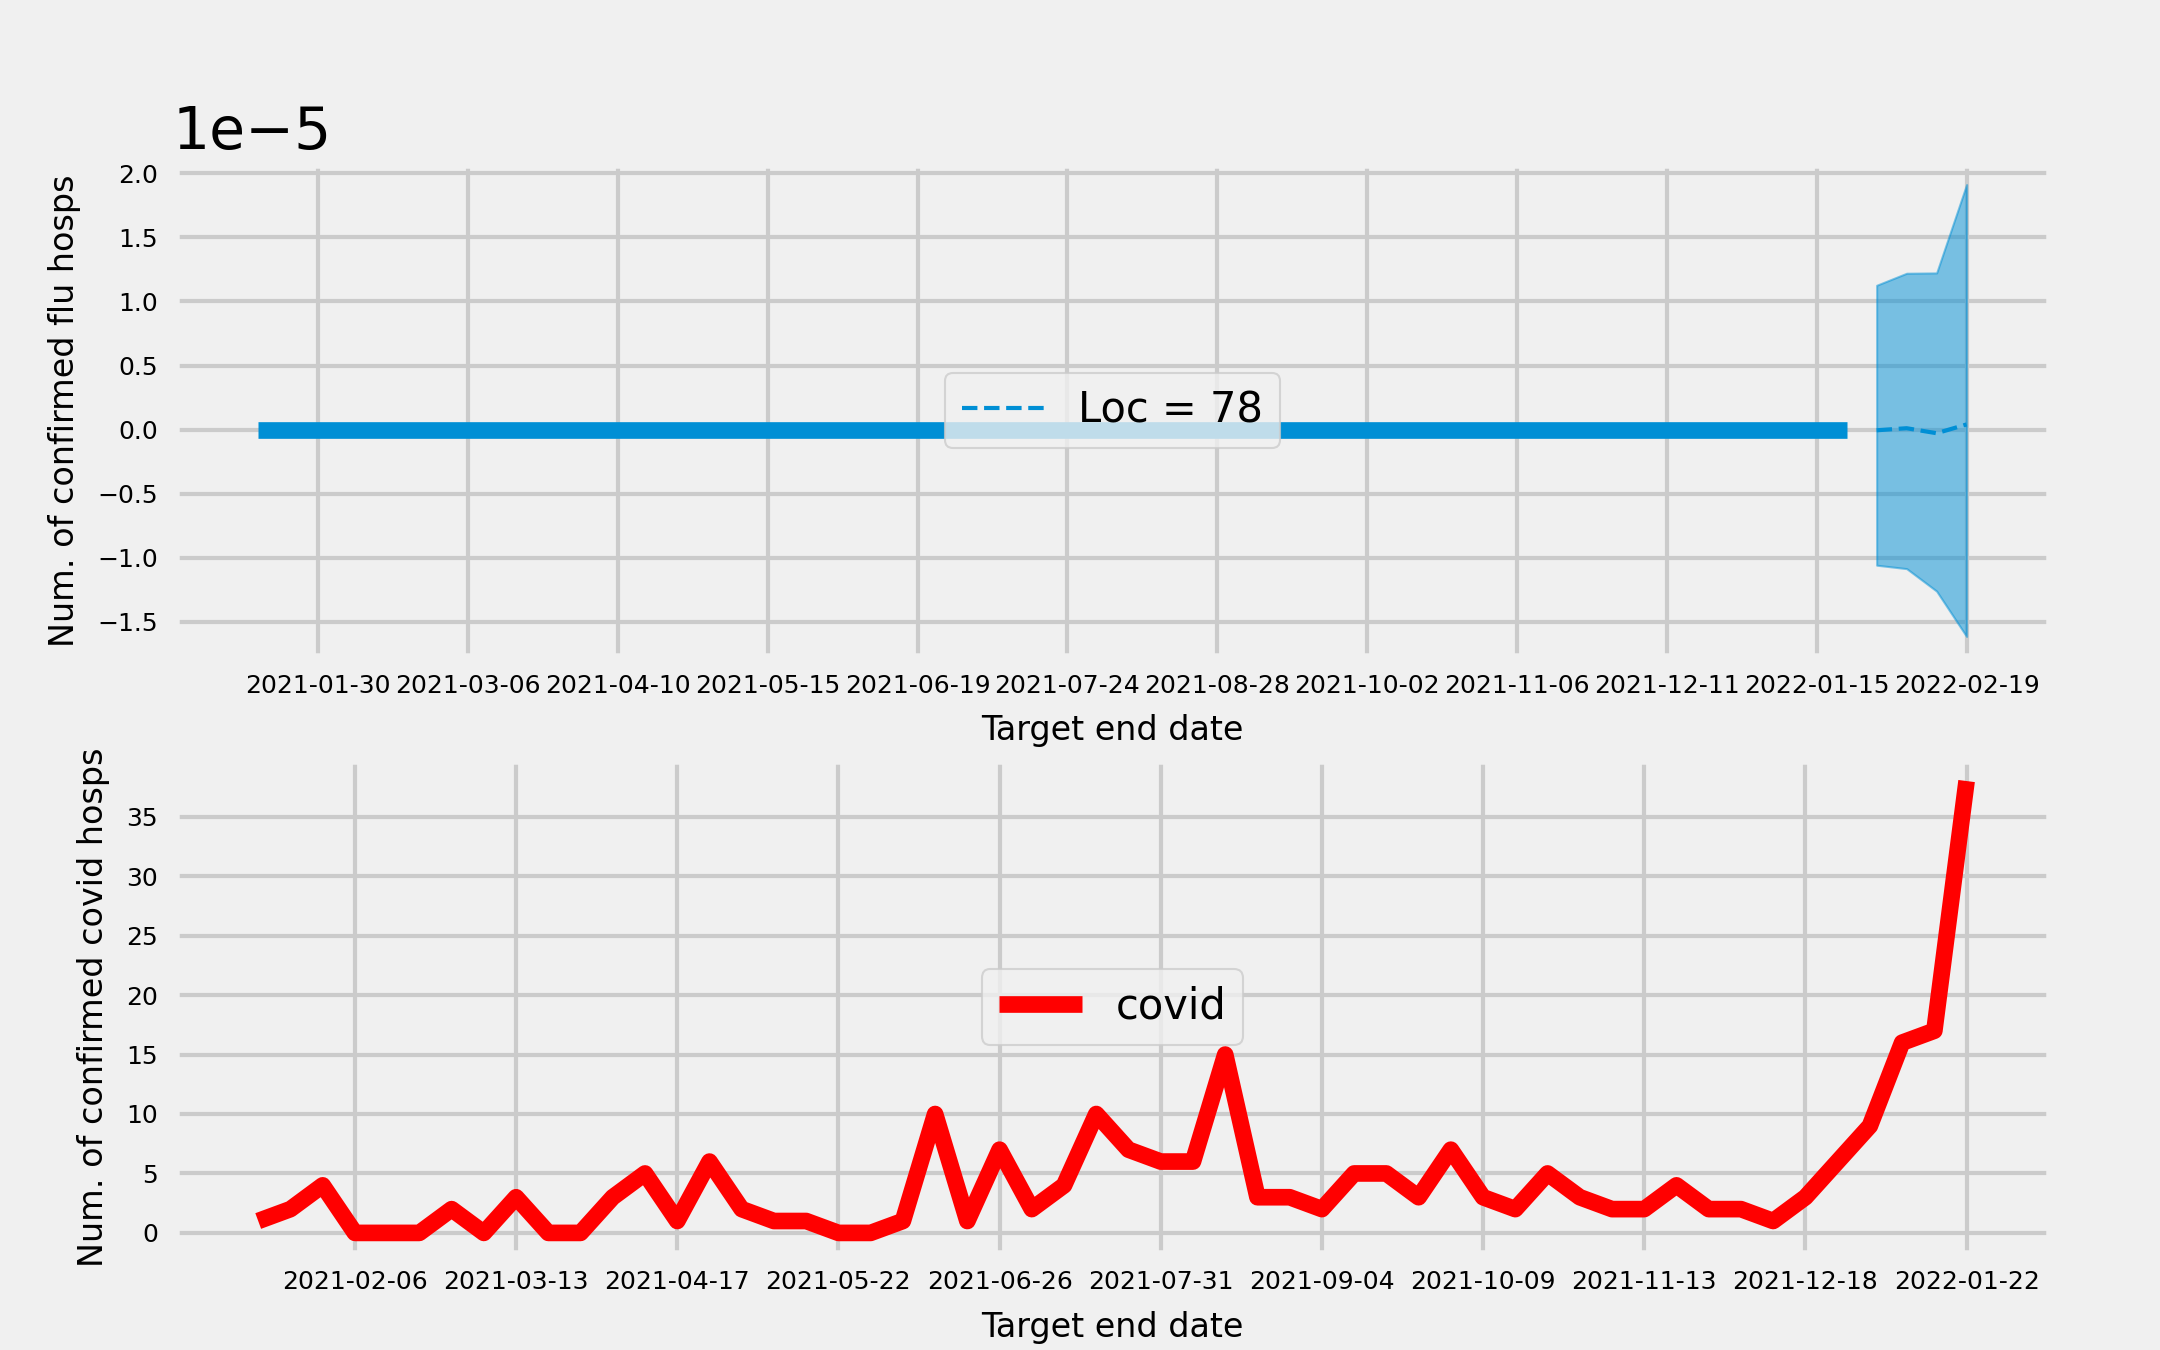 1e−5
Num. of confirmed flu hosps
2.0
1.5
1.0
0.5
0.0
−0.5
−1.0
−1.5
Loc = 78
2021-01-30 2021-03-06 2021-04-10 2021-05-15 2021-06-19 2021-07-24 2021-08-28 2021-10-02 2021-11-06 2021-12-11 2022-01-15 2022-02-19
Target end date
Num. of confirmed covid hosps
35
30
25
20
15
10
5
0
covid
2021-02-06 2021-03-13 2021-04-17 2021-05-22 2021-06-26 2021-07-31 2021-09-04 2021-10-09 2021-11-13 2021-12-18 2022-01-22
Target end date